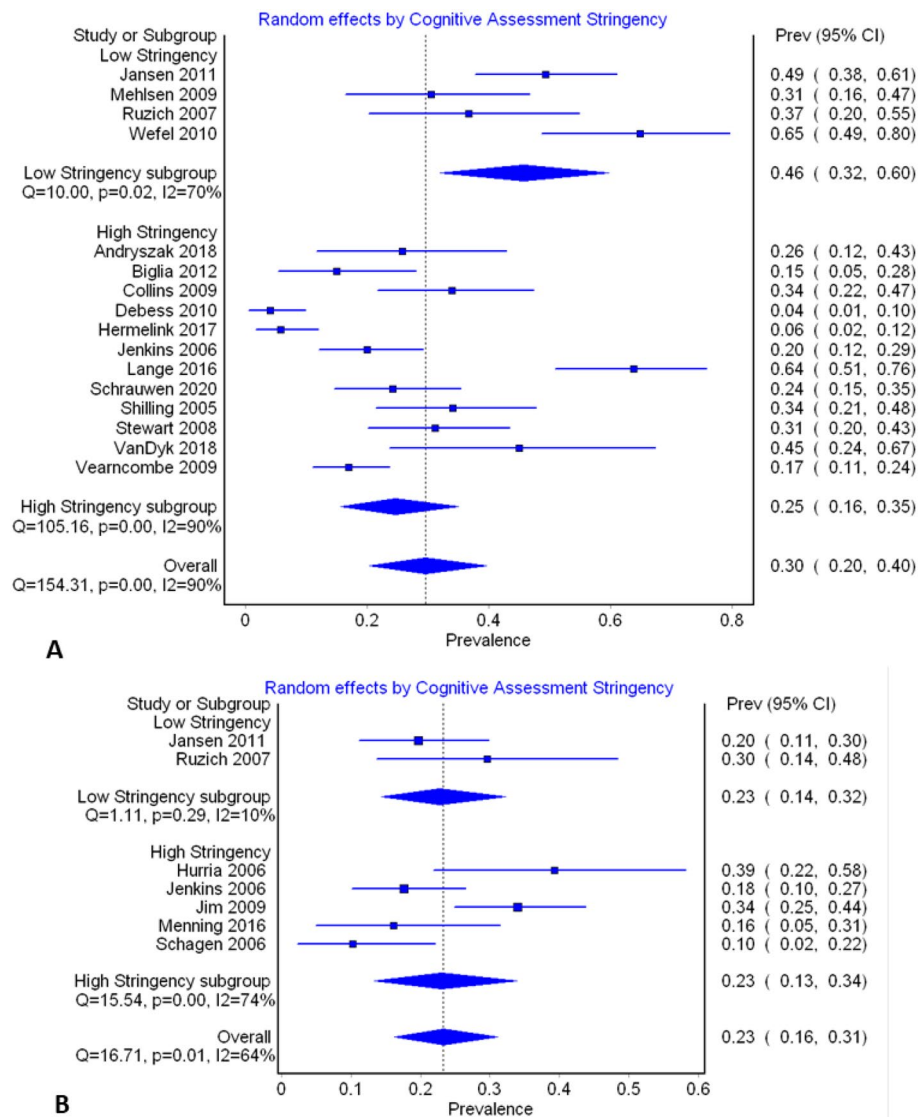 Random effects by Cognitive Assessment Stringency
Study or Subgroup Prev (95% CI)
Low Stringency
Jansen 2011 0.49 ( 0.38, 0.61)
Mehlsen 2009 0.31 ( 0.16, 0.47)
Ruzich 2007 0.37 ( 0.20, 0.55)
Wefel 2010 0.65 ( 0.49, 0.80)
Low Stringency subgroup 0.46 ( 0.32, 0.60)
Q=10.00, p=0.02, I2=70%
High Stringency
Andryszak 2018 0.26 ( 0.12, 0.43)
Biglia 2012 0.15 ( 0.05, 0.28)
Collins 2009 0.34 ( 0.22, 0.47)
Debess 2010 0.04 ( 0.01, 0.10)
Hermelink 2017 0.06 ( 0.02, 0.12)
Jenkins 2006 0.20 ( 0.12, 0.29)
Lange 2016 0.64 ( 0.51, 0.76)
Schrauwen 2020 0.24 ( 0.15, 0.35)
Shilling 2005 0.34 ( 0.21, 0.48)
Stewart 2008 0.31 ( 0.20, 0.43)
VanDyk 2018 0.45 ( 0.24, 0.67)
Vearncombe 2009 0.17 ( 0.11, 0.24)
High Stringency subgroup 0.25 ( 0.16, 0.35)
Q=105.16, p=0.00, I2=90%
Overall 0.30 ( 0.20, 0.40)
Q=154.31, p=0.00, I2=90%
0 0.2 0.4 0.6 0.8
Prevalence
A
Random effects by Cognitive Assessment Stringency
Study or Subgroup Prev (95% CI)
Low Stringency
Jansen 2011 0.20 ( 0.11, 0.30)
Ruzich 2007 0.30 ( 0.14, 0.48)
Low Stringency subgroup 0.23 ( 0.14, 0.32)
Q=1.11, p=0.29, I2=10%
High Stringency
Hurria 2006 0.39 ( 0.22, 0.58)
Jenkins 2006 0.18 ( 0.10, 0.27)
Jim 2009 0.34 ( 0.25, 0.44)
Menning 2016 0.16 ( 0.05, 0.31)
Schagen 2006 0.10 ( 0.02, 0.22)
High Stringency subgroup 0.23 ( 0.13, 0.34)
Q=15.54, p=0.00, I2=74%
Overall 0.23 ( 0.16, 0.31)
Q=16.71, p=0.01, I2=64%
0 0.1 0.2 0.3 0.4 0.5 0.6
Prevalence
B